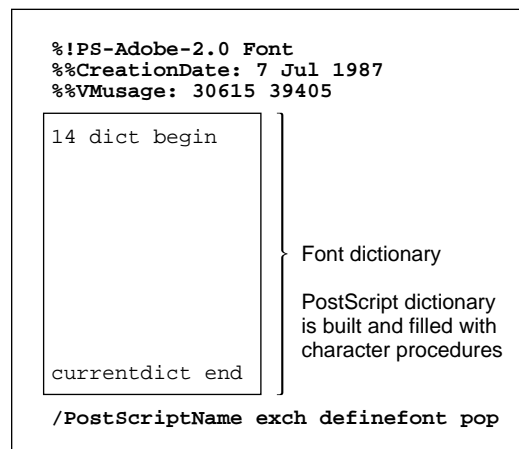 %!PS-Adobe-2.0 Font
%%CreationDate: 7 Jul 1987
%%VMusage: 30615 39405
14 dict begin
Font dictionary
PostScript dictionary
is built and filled with
character procedures
currentdict end
/PostScriptName exch definefont pop